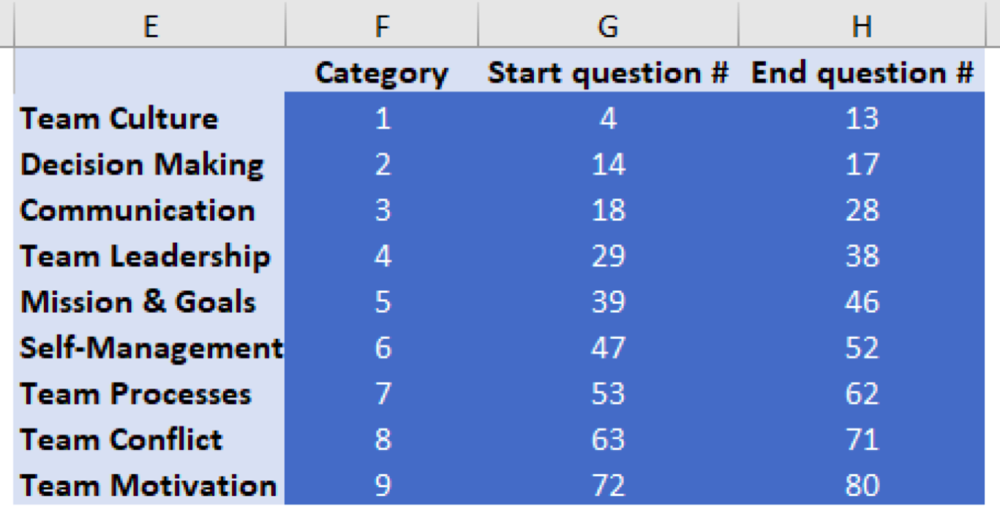 E F G H
Category Start question # End question #
Team Culture 1 4 13
Decision Making 2 14 17
Communication 3 18 28
Team Leadership 4 29 38
Mission & Goals 5 39 46
Self-Management 6 47 52
Team Processes 7 53 62
Team Conflict 8 63 71
Team Motivation 9 72 80